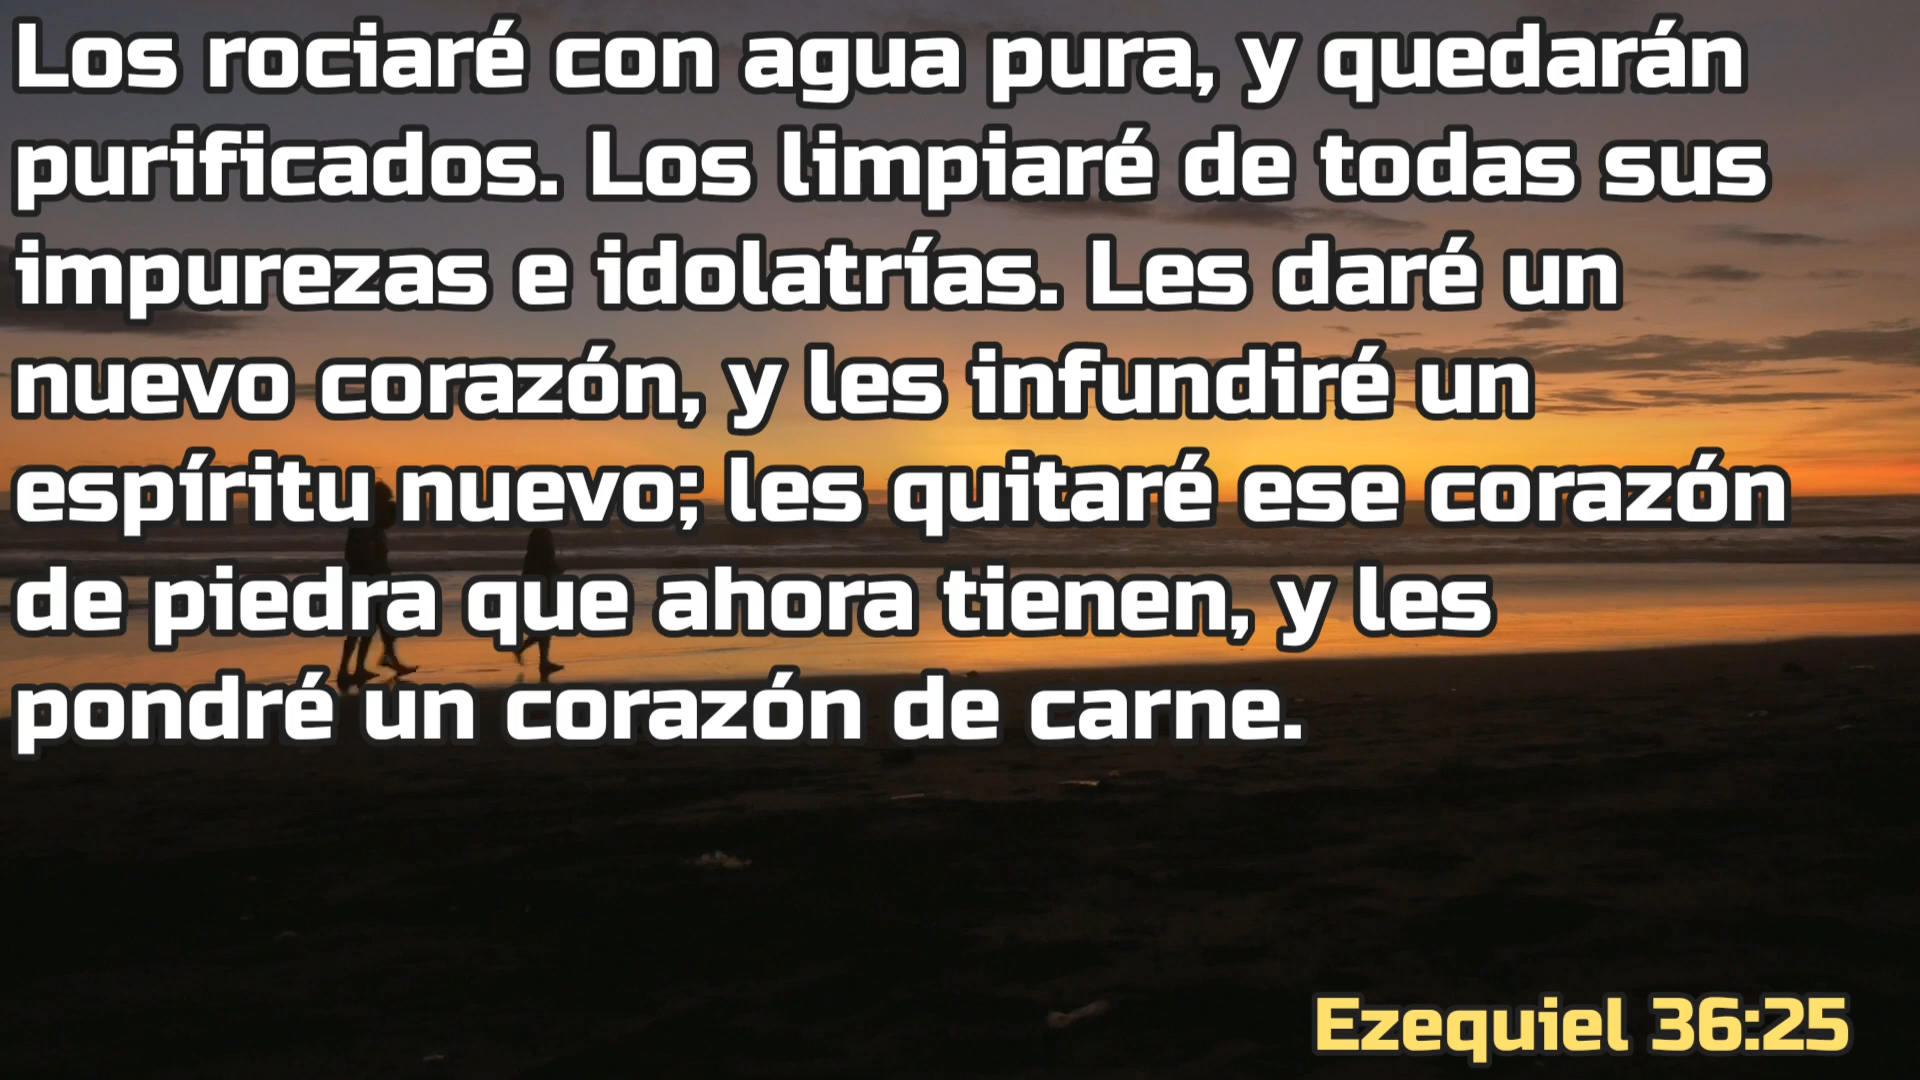 Los rociaré con agua pura, y quedarán
purificados. Los limpiaré de todas sus
impurezas e idolatrías. Les daré un
nuevo corazón, y les infundiré un
espíritu nuevo; les quitaré ese corazón
de piedra que ahora tienen, y les
pondré un corazón de carne.
Ezequiel 36:25